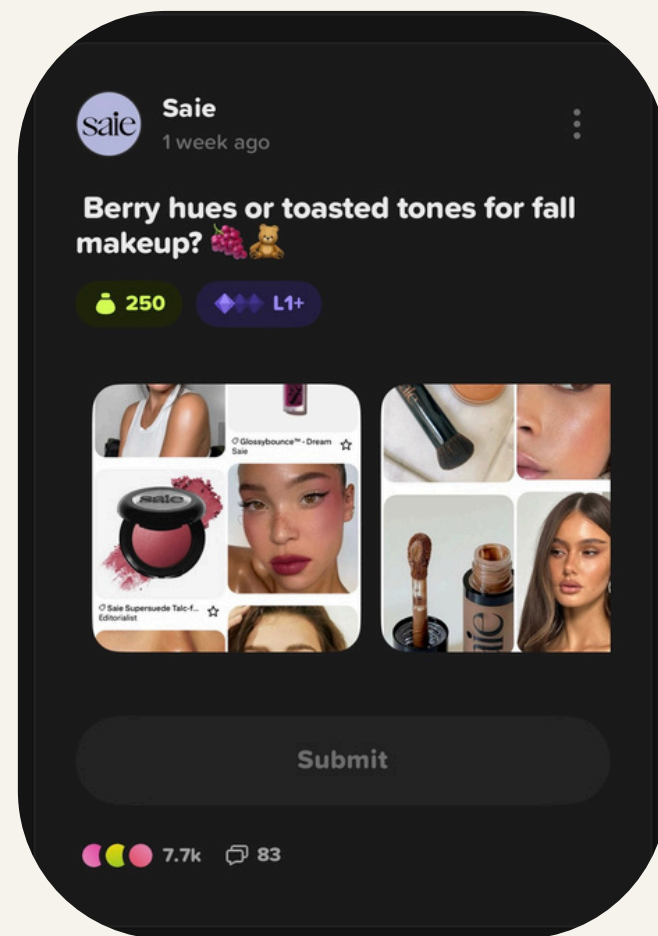 saie
Saie
1 week ago
Berry hues or toasted tones for fall
makeup? 🍇🧸
250
L1+
Glossybounce™ - Dream
Saie
saie
Saie Supersuede Talc-f...
Editorialist
Submit
7.7k
83